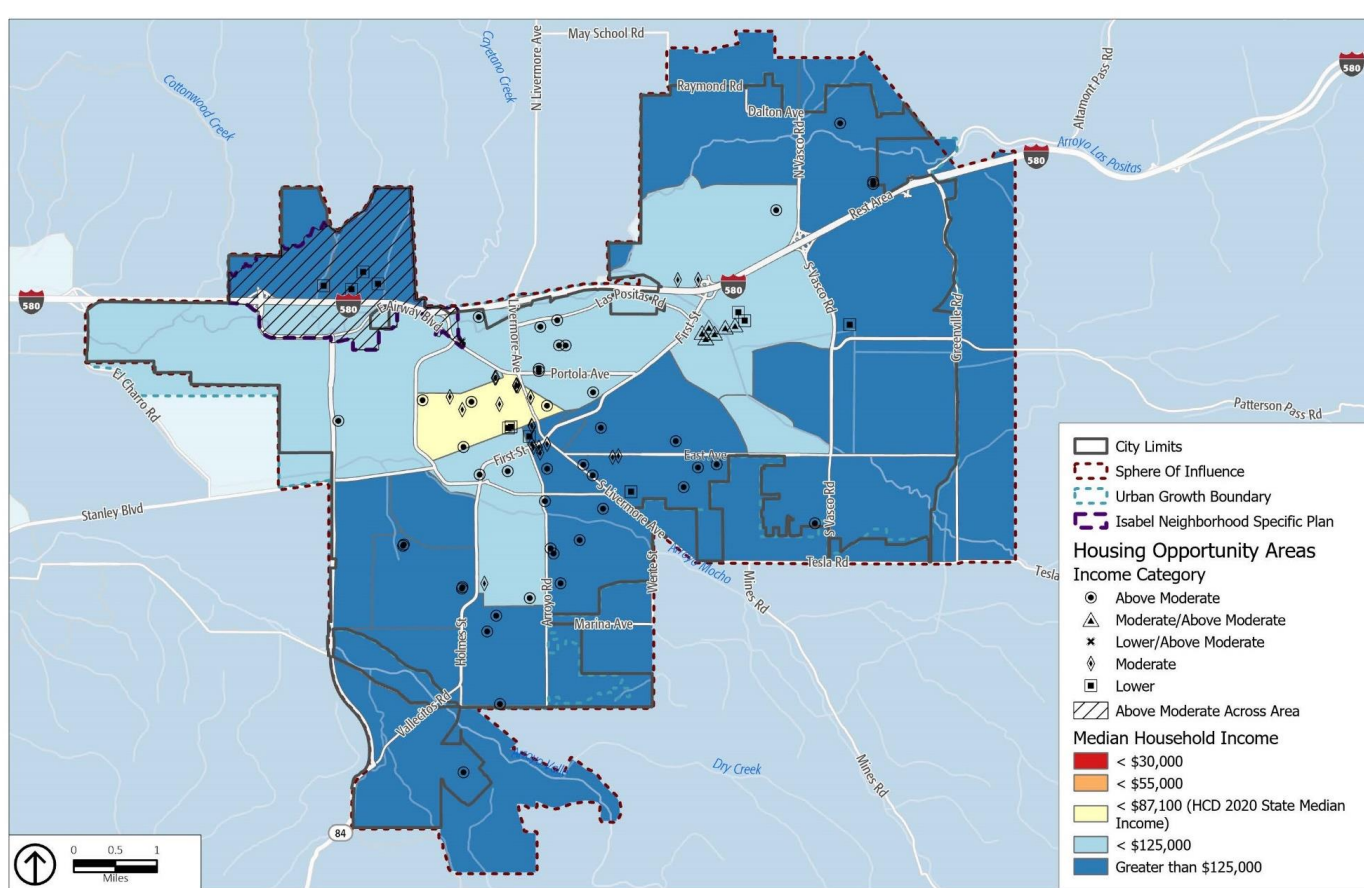 May School Rd
N Livermore Ave
Cayetano Creek
Cottonwood Creek
Raymond Rd
Dalton Ave
N Vasco Rd
Altamont Pass Rd
580
Arroyo Las Positas
580
Rest Area
580
580
580
E Airway Blvd
Livermore Ave
Las Positas Rd
First St
S Vasco Rd
Greenville Rd
Portola Ave
El Charro Rd
Patterson Pass Rd
First St
East Ave
Stanley Blvd
S Livermore Ave
S Vasco Rd
Mocho
Tesla Rd
Tesla
Wente St
Mines Rd
Arroyo Rd
Holmes St
Marina Ave
Vallecitos Rd
Dry Creek
Mines Rd
84
City Limits
Sphere Of Influence
Urban Growth Boundary
Isabel Neighborhood Specific Plan
Housing Opportunity Areas
Income Category
Above Moderate
Moderate/Above Moderate
Lower/Above Moderate
Moderate
Lower
Above Moderate Across Area
Median Household Income
< $30,000
< $55,000
< $87,100 (HCD 2020 State Median
Income)
< $125,000
Greater than $125,000
0 0.5 1
Miles